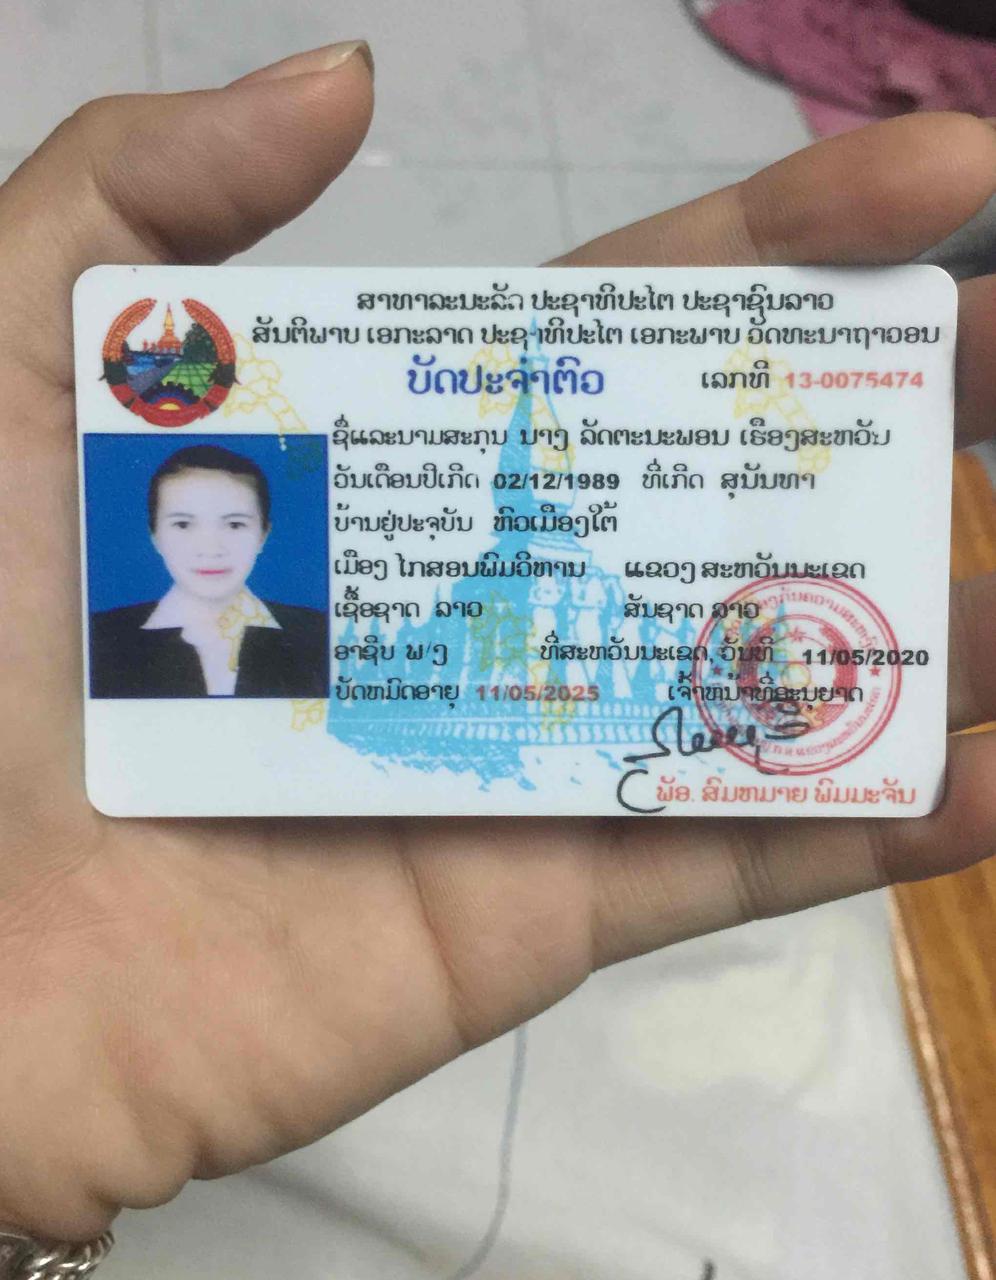 ສາທາລະນະລັດ ປະຊາທິປະໄຕ ປະຊາຊົນລາວ
ສັນຕິພາບ ເອກະລາດ ປະຊາທິປະໄຕ ເອກະພາບ ວັດທະນາຖາວອນ
ບັດປະຈຳຕົວ ເລກທີ 13-0075474
ຊື່ແລະນາມສະກຸນ ນາງ ລັດຕະນະພອນ ເຮືອງສະຫວັນ
ວັນເດືອນປີເກີດ 02/12/1989 ທີ່ເກີດ ສຸນັນທາ
ບ້ານຢູ່ປະຈຸບັນ ຫົວເມືອງໃຕ້
ເມືອງ ໄກສອນພົມວິຫານ ແຂວງ ສະຫວັນນະເຂດ
ເຊື້ອຊາດ ລາວ ສັນຊາດ ລາວ
ອາຊີບ ພ/ງ ທີ່ສະຫວັນນະເຂດ, ວັນທີ 11/05/2020
ບັດຫມົດອາຍຸ 11/05/2025 ເຈົ້າຫນ້າທີ່ອະນຸຍາດ
ພັອ. ສົມຫມາຍ ພົມມະຈັນ